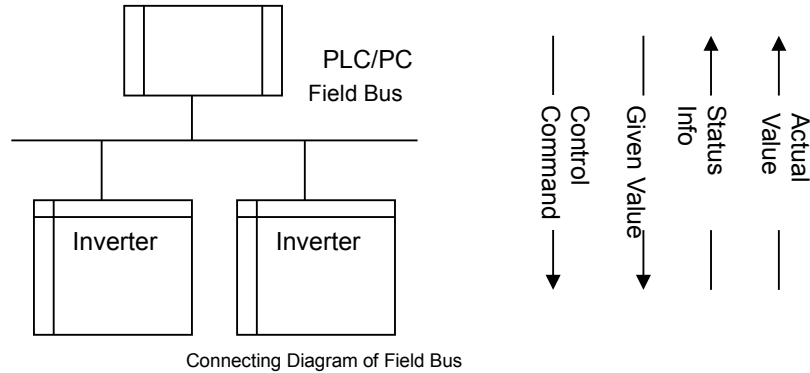 PLC/PC
Field Bus
Inverter
Inverter
Connecting Diagram of Field Bus
Control
Command
Given Value
Status
Info
Actual
Value